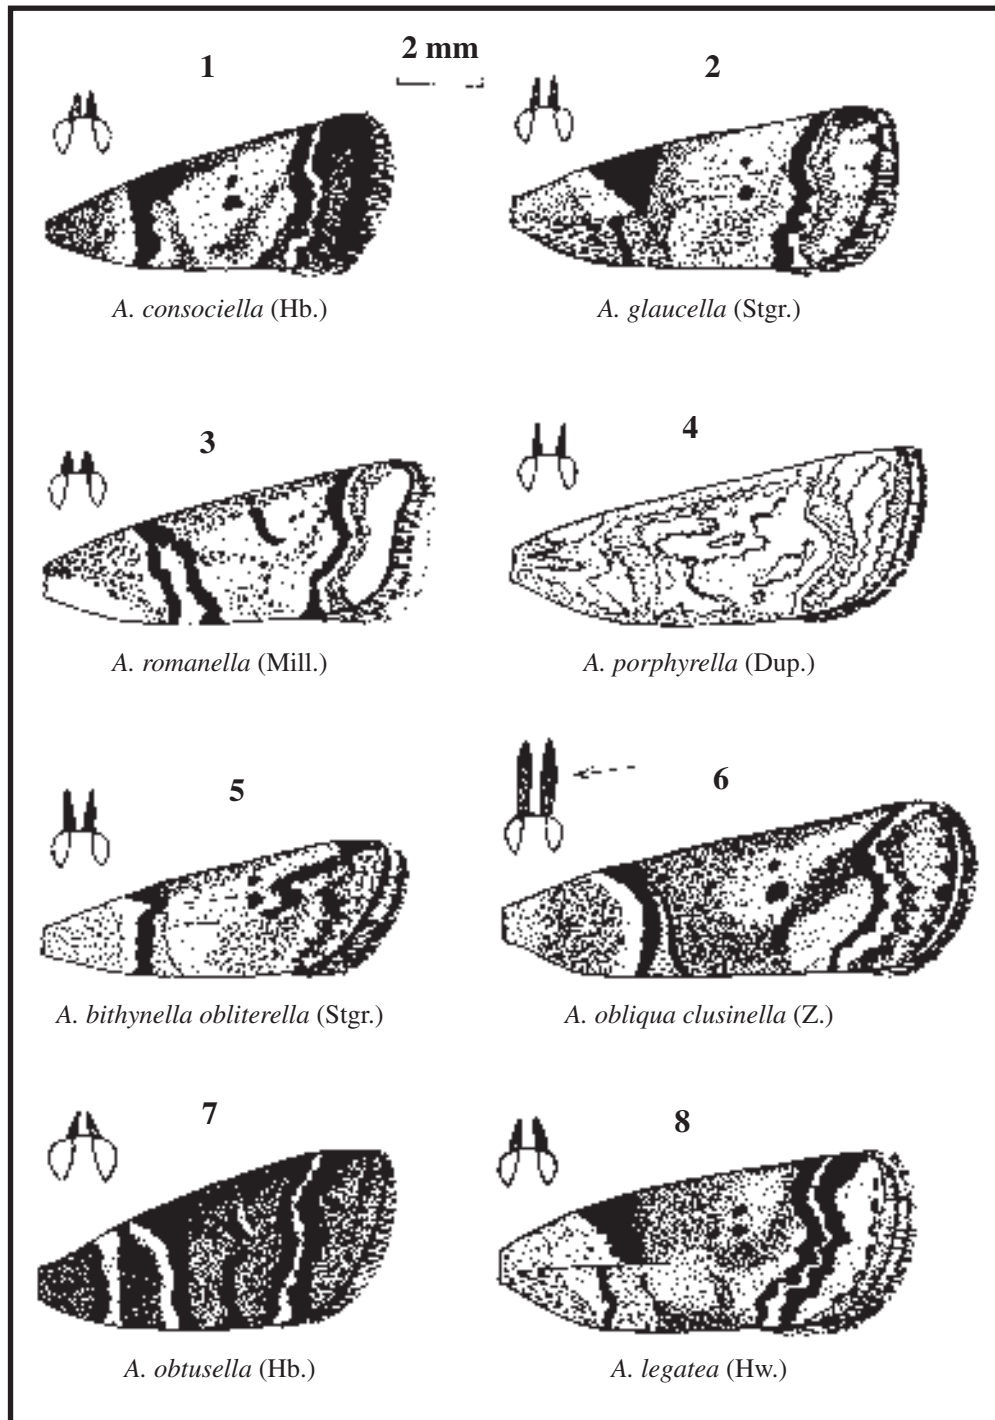 2 mm
1
2
A. consociella (Hb.)
A. glaucella (Stgr.)
3
4
A. romanella (Mill.)
A. porphyrella (Dup.)
5
6
A. bithynella obliterella (Stgr.)
A. obliqua clusinella (Z.)
7
8
A. obtusella (Hb.)
A. legatea (Hw.)